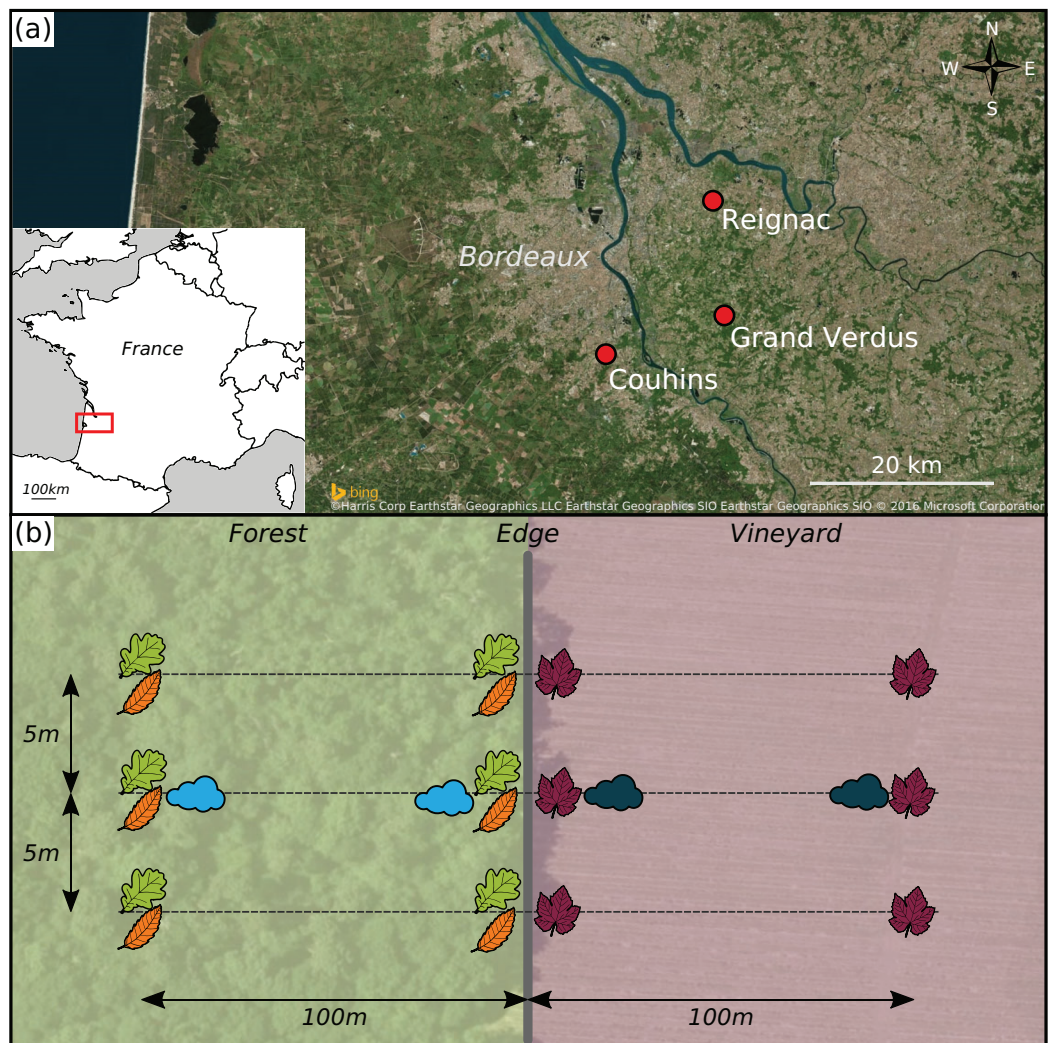 (a)
N
W E
S
Reignac
Bordeaux
Grand Verdus
Couhins
France
100km
20 km
bing
©Harris Corp Earthstar Geographics LLC Earthstar Geographics SIO Earthstar Geographics SIO © 2016 Microsoft Corporation
(b)
Forest Edge Vineyard
5m
5m
100m 100m